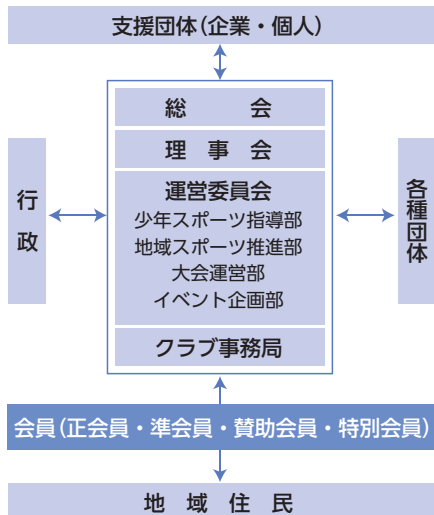 支援団体(企業・個人)
総会
理事会
行政
運営委員会
少年スポーツ指導部
地域スポーツ推進部
大会運営部
イベント企画部
各種団体
クラブ事務局
会員(正会員・準会員・賛助会員・特別会員)
地域住民